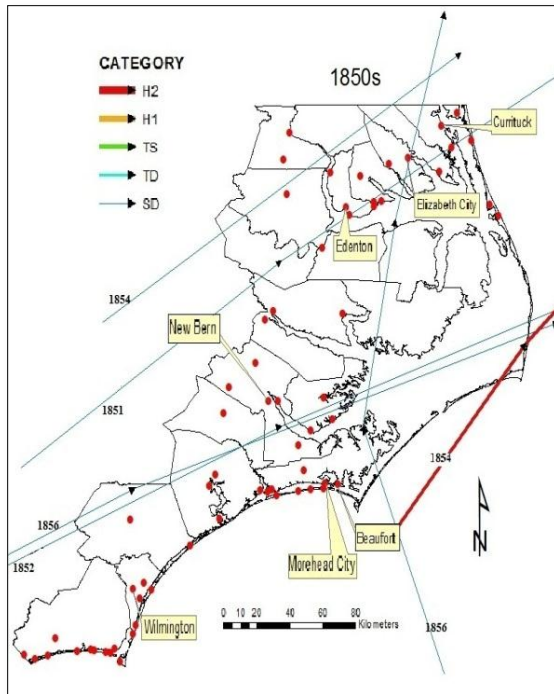 CATEGORY
H2
H1
TS
TD
SD
1850s
Currituck
Elizabeth City
Edenton
1854
New Bern
1851
1854
1856
1852
N
Beaufort
Morehead City
Wilmington
0 10 20 40 60 80
Kilometers
1856